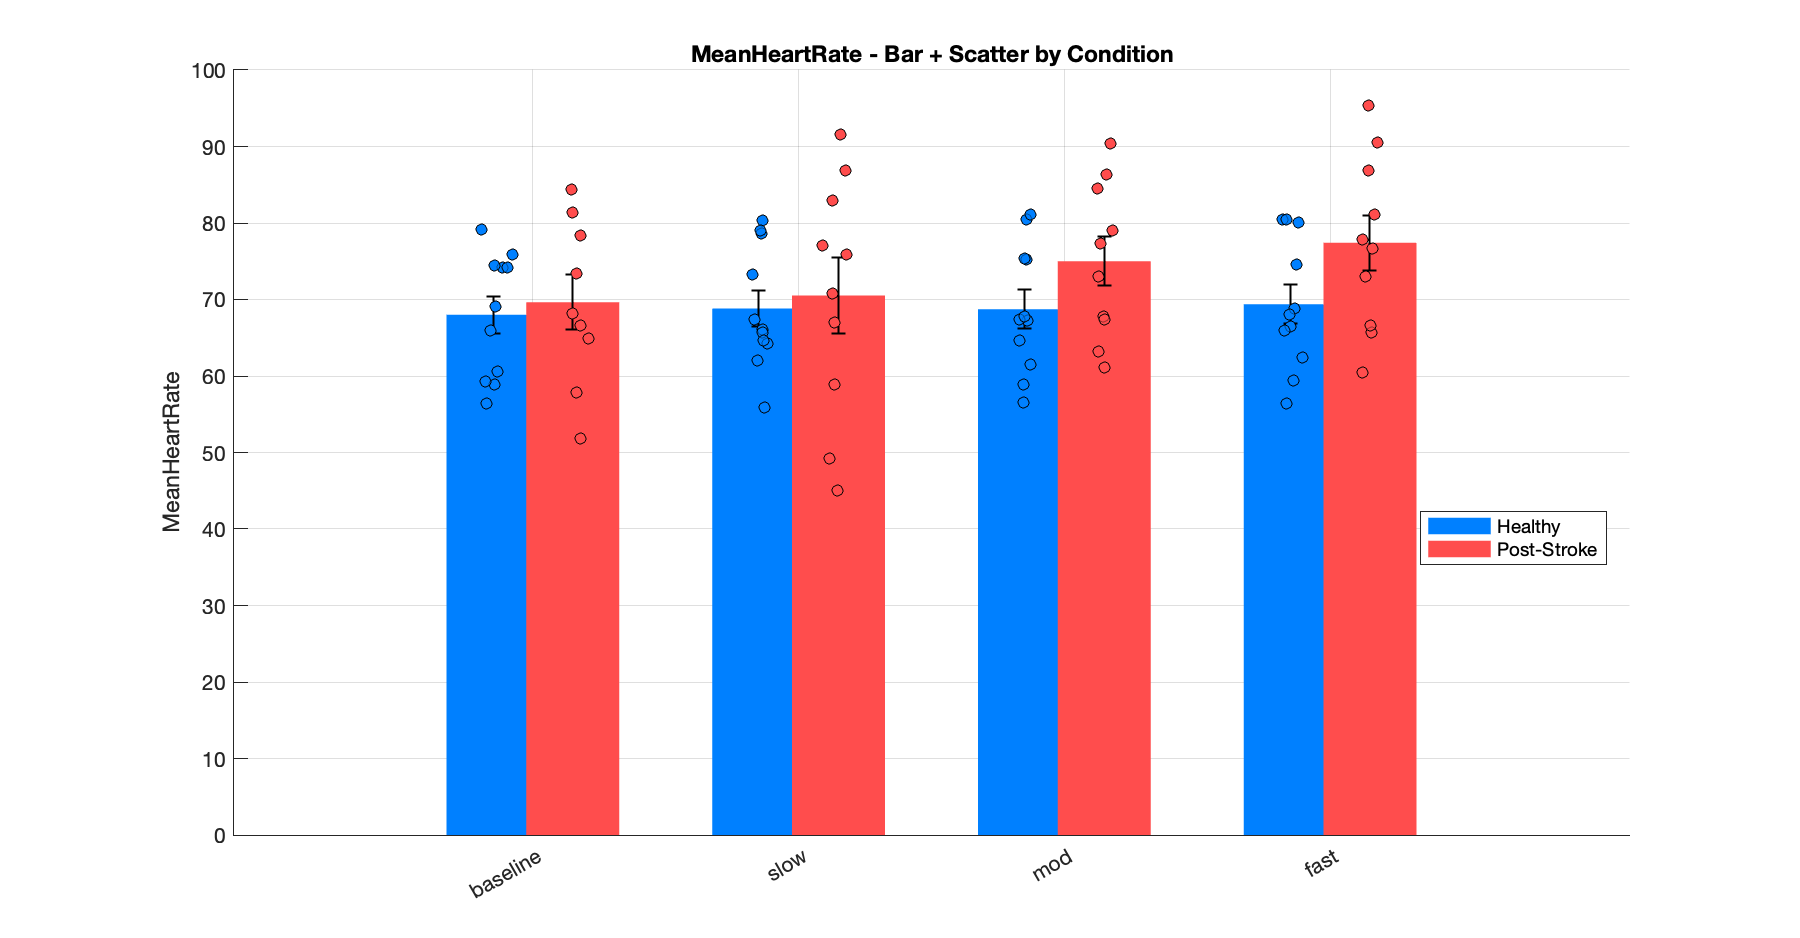 MeanHeartRate - Bar + Scatter by Condition
100
90
80
70
60
50
40
30
20
10
0
MeanHeartRate
baseline
slow
mod
fast
Healthy
Post-Stroke